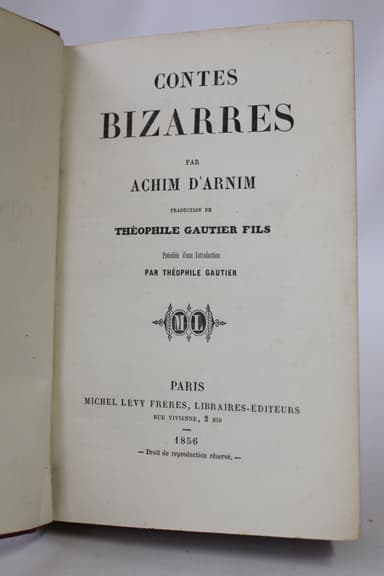 CONTES
BIZARRES
PAR
ACHIM D'ARNIM
TRADUCTION DE
THÉOPHILE GAUTIER FILS
Précédée d'une Introduction
PAR THÉOPHILE GAUTIER
ML
PARIS
MICHEL LÉVY FRÈRES, LIBRAIRES-ÉDITEURS
RUE VIVIENNE, 2 BIS
1856
— Droit de reproduction réservé. —